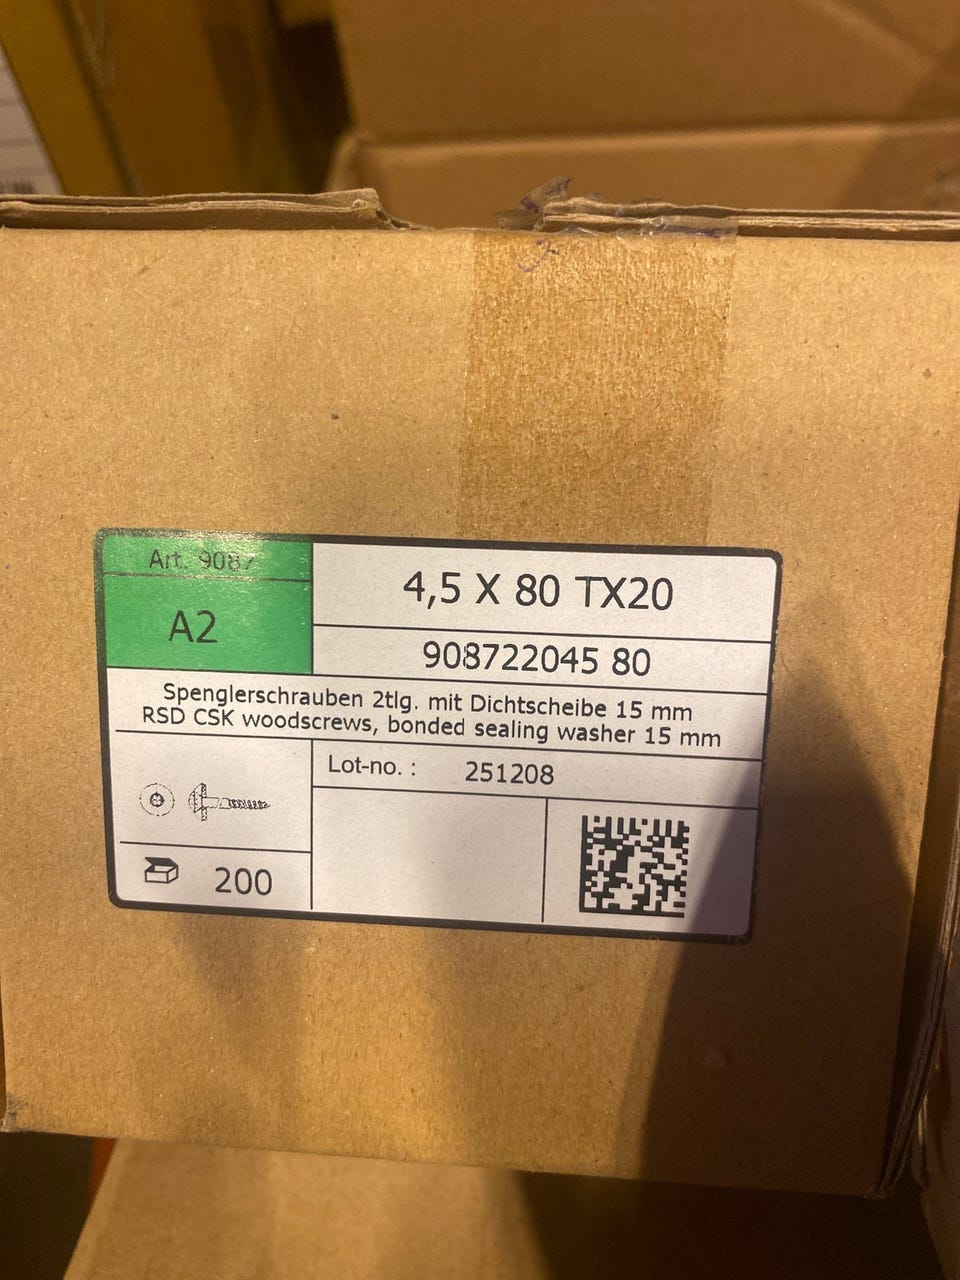 Art. 9087
A2
4,5 X 80 TX20
908722045 80
Spenglerschrauben 2tlg. mit Dichtscheibe 15 mm
RSD CSK woodscrews, bonded sealing washer 15 mm
Lot-no. : 251208
200